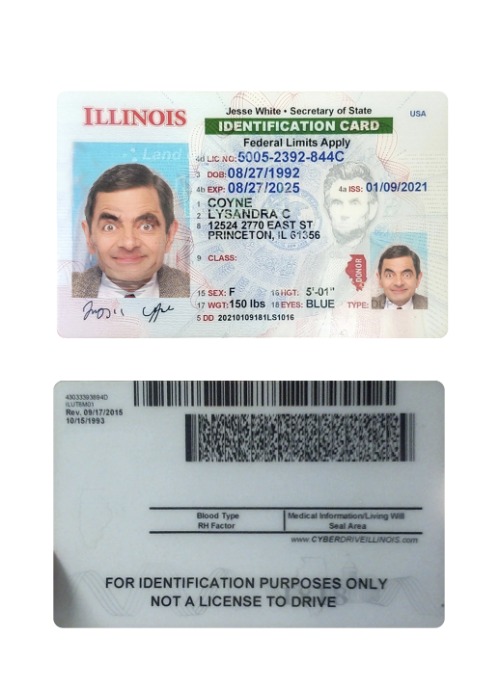 ILLINOIS
Jesse White • Secretary of State
USA
IDENTIFICATION CARD
Federal Limits Apply
Land
4d LIC NO: 5005-2392-844C
3 DOB: 08/27/1992
4b EXP: 08/27/2025
4a ISS: 01/09/2021
1 COYNE
2 LYSANDRA C
8 12524 2770 EAST ST
PRINCETON, IL 61356
9 CLASS:
DONOR
15 SEX: F
16 HGT: 5'-01"
17 WGT: 150 lbs
18 EYES: BLUE
TYPE:
5 DD 20210109181LS1016
Rev. 09/17/2015
10/15/1993
Blood Type
RH Factor
Medical Information/Living Will
Seal Area
www.CYBERDRIVEILLINOIS.com
FOR IDENTIFICATION PURPOSES ONLY
NOT A LICENSE TO DRIVE